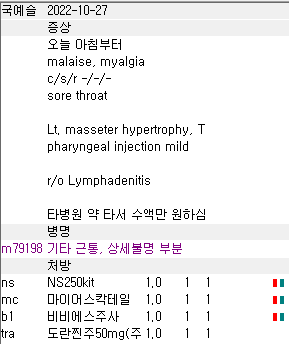 국예슬 2022-10-27
증상
오늘 아침부터
malaise, myalgia
c/s/r -/-/-
sore throat
Lt, masseter hypertrophy, T
pharyngeal injection mild
r/o Lymphadenitis
타병원 약 타서 수액만 원하심
병명
m79198 기타 근통, 상세불명 부분
처방
ns NS250kit 1.0 1 1
mc 마이어스칵테일 1.0 1 1
b1 비비에스주사 1.0 1 1
tra 도란찐주50mg(주 1.0 1 1